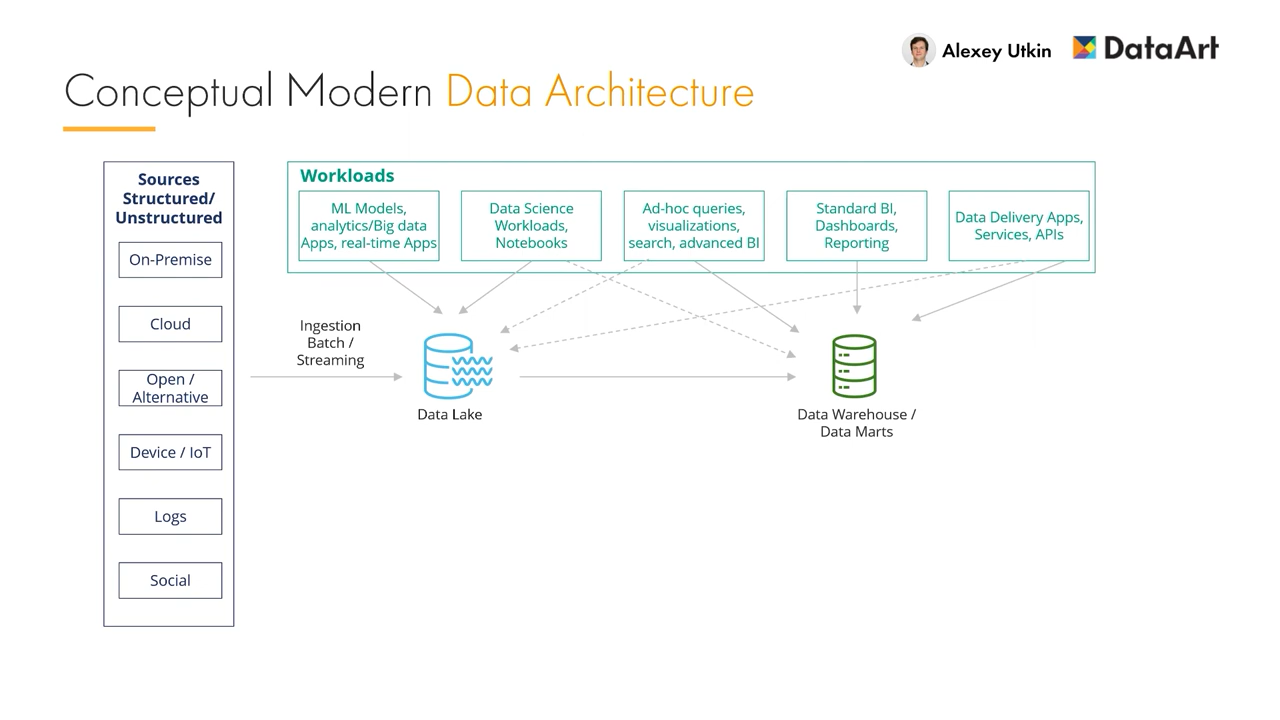 Alexey Utkin
DataArt
Conceptual Modern Data Architecture
Sources
Structured/
Unstructured
On-Premise
Cloud
Open /
Alternative
Device / IoT
Logs
Social
Workloads
ML Models,
analytics/Big data
Apps, real-time Apps
Data Science
Workloads,
Notebooks
Ad-hoc queries,
visualizations,
search, advanced BI
Standard BI,
Dashboards,
Reporting
Data Delivery Apps,
Services, APIs
Ingestion
Batch /
Streaming
Data Lake
Data Warehouse /
Data Marts